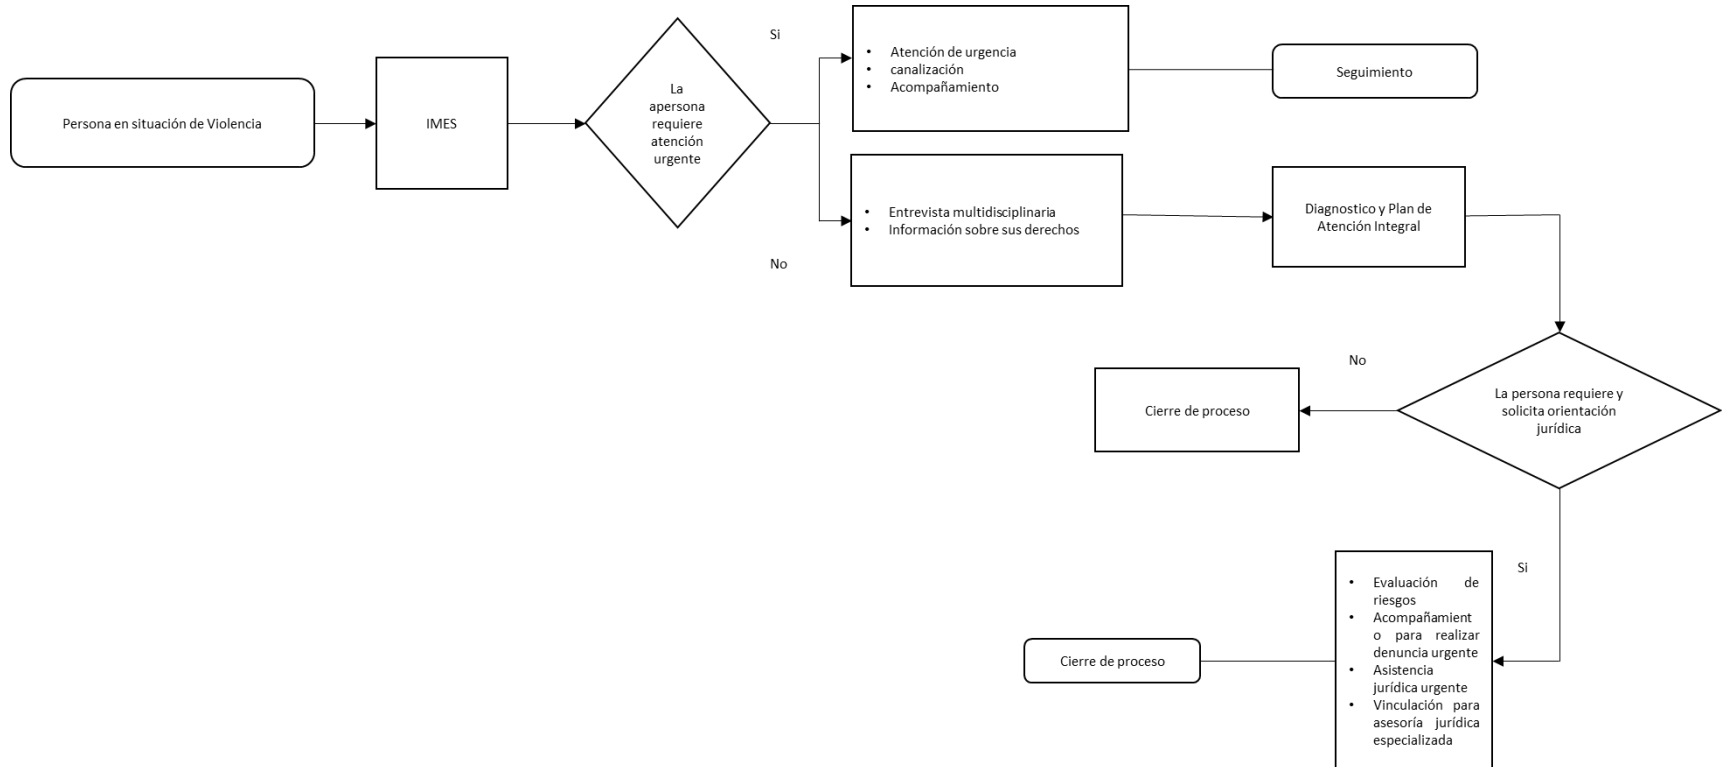 Persona en situación de Violencia
IMES
La
apersona
requiere
atención
urgente
Si
• Atención de urgencia
• canalización
• Acompañamiento
Seguimiento
No
• Entrevista multidisciplinaria
• Información sobre sus derechos
Diagnostico y Plan de
Atención Integral
La persona requiere y
solicita orientación
jurídica
No
Cierre de proceso
Si
• Evaluación de
riesgos
• Acompañamient
o para realizar
denuncia urgente
• Asistencia
jurídica urgente
• Vinculación para
asesoría jurídica
especializada
Cierre de proceso